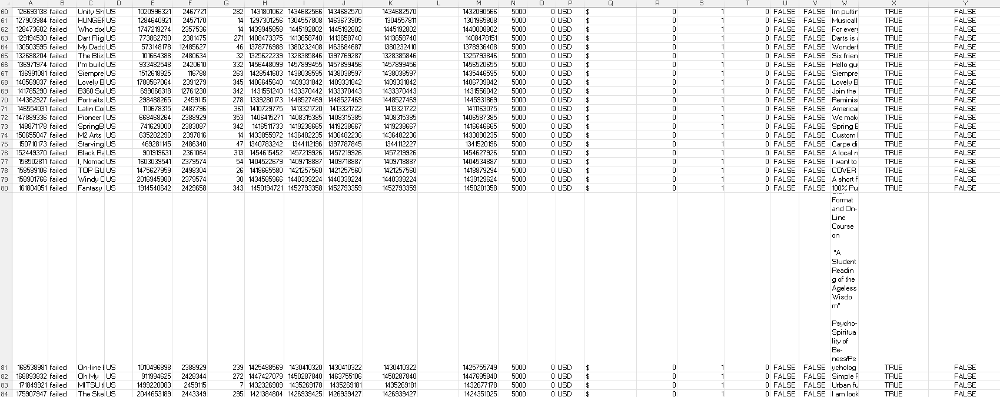 A B C D E F G H I J K L M N O P Q R S T U V W X Y
60 126693138 failed Unity Sh US 1020996321 2467721 282 1431801062 1434682566 1434682570 1434682570 1432090566 5000 0 USD $ 0 1 0 FALSE FALSE Im puttin TRUE FALSE
61 127903984 failed HUNGER US 1284640921 2457170 14 1297301256 1304557808 1463673905 1304557811 1301965808 5000 0 USD $ 0 1 0 FALSE FALSE Musicall TRUE FALSE
62 128473602 failed Who doe US 1747219274 2357536 14 1439945858 1445192802 1445192802 1445192802 1440008802 5000 0 USD $ 0 1 0 FALSE FALSE For every TRUE FALSE
63 129194530 failed Dart Flig US 773862790 2381475 271 1408473375 1413658740 1413658740 1413658740 1408478151 5000 0 USD $ 0 1 0 FALSE FALSE Darts is a TRUE FALSE
64 130503595 failed My Dadd US 573148178 12485627 46 1378776988 1380232408 1463684687 1380232410 1378936408 5000 0 USD $ 0 1 0 FALSE FALSE Wonderf TRUE FALSE
65 132688204 failed The Bliz US 101664388 2480634 32 1325622239 1328385846 1397769287 1328385846 1325793846 5000 0 USD $ 0 1 0 FALSE FALSE Six frien TRUE FALSE
66 136971974 failed I'm build US 933482548 2420610 332 1456448099 1457899455 1457899456 1457899456 1456520655 5000 0 USD $ 0 1 0 FALSE FALSE Hello guy TRUE FALSE
67 136991081 failed Siempre US 1512618925 116788 263 1428541603 1438038595 1438038597 1438038597 1435446595 5000 0 USD $ 0 1 0 FALSE FALSE Siempre TRUE FALSE
68 140569837 failed Lovely B US 1788567064 2391279 345 1406645640 1409331842 1409331842 1409331842 1406739842 5000 0 USD $ 0 1 0 FALSE FALSE Lovely B TRUE FALSE
69 141785290 failed B360 Su US 699066318 12761230 342 1431551240 1433370442 1433370443 1433370443 1431556042 5000 0 USD $ 0 1 0 FALSE FALSE Join the TRUE FALSE
70 144362927 failed Portraits US 298488265 2459115 278 1339280173 1448527469 1448527469 1448527469 1445931869 5000 0 USD $ 0 1 0 FALSE FALSE Reminisc TRUE FALSE
71 146554031 failed Latin Cor US 110678315 2487796 361 1410729775 1413321720 1413321722 1413321722 1411163075 5000 0 USD $ 0 1 0 FALSE FALSE American TRUE FALSE
72 147889336 failed Pioneer US 668468264 2388929 353 1406415271 1408315385 1408315385 1408315385 1406587385 5000 0 USD $ 0 1 0 FALSE FALSE We make TRUE FALSE
73 148871178 failed SpringB US 741629000 2383087 342 1416511733 1419238665 1419238667 1419238667 1416646665 5000 0 USD $ 0 1 0 FALSE FALSE Spring B TRUE FALSE
74 150655047 failed M2 Arts US 635282290 2397816 14 1433855972 1436482235 1436482236 1436482236 1433890235 5000 0 USD $ 0 1 0 FALSE FALSE Custom TRUE FALSE
75 150710173 failed Starving US 469281145 2486340 47 1340783242 1344112196 1397787845 1344112227 1341520196 5000 0 USD $ 0 1 0 FALSE FALSE Carpe di TRUE FALSE
76 152449370 failed Black Ra US 901919631 2361064 313 1454615452 1457219926 1457219926 1457219926 1454627926 5000 0 USD $ 0 1 0 FALSE FALSE A local n TRUE FALSE
77 158502811 failed I, Nomad US 1603039541 2379574 54 1404522679 1409718887 1409718887 1409718887 1404534887 5000 0 USD $ 0 1 0 FALSE FALSE I want to TRUE FALSE
78 158589106 failed TOP GU US 1475627959 2498304 26 1418665580 1421257560 1421257560 1421257560 1418879294 5000 0 USD $ 0 1 0 FALSE FALSE COVER TRUE FALSE
79 158901766 failed Windy C US 2016945980 2379574 30 1434585966 1440339224 1440339224 1440339224 1439129624 5000 0 USD $ 0 1 0 FALSE FALSE A short f TRUE FALSE
80 161804051 failed Fantasy US 1914540642 2429658 343 1450194721 1452793358 1452793359 1452793359 1450201358 5000 0 USD $ 0 1 0 FALSE FALSE 100% Pu TRUE FALSE
Format
and On-
Line
Course
on
"A
Student
Readin
g of the
Ageless
Wisdo
m"
Psycho-
Spiritua
lity of
Be-
ness/Ps
81 168538981 failed On-line E US 1010496898 2388929 239 1425488569 1430410320 1430410322 1430410322 1425755749 5000 0 USD $ 0 1 0 FALSE FALSE ycholog TRUE FALSE
82 168893832 failed Oh My US 911994625 2428344 272 1447427079 1450287840 1463755106 1450287840 1447695840 5000 0 USD $ 0 1 0 FALSE FALSE Simple F TRUE FALSE
83 171849921 failed MITSU t US 1499220083 2459115 7 1432326909 1435269178 1435269181 1435269181 1432677178 5000 0 USD $ 0 1 0 FALSE FALSE Urban fu TRUE FALSE
84 175907947 failed The Ske US 2044653189 2443349 295 1421384804 1426939425 1426939427 1426939427 1424351025 5000 0 USD $ 0 1 0 FALSE FALSE I am look TRUE FALSE